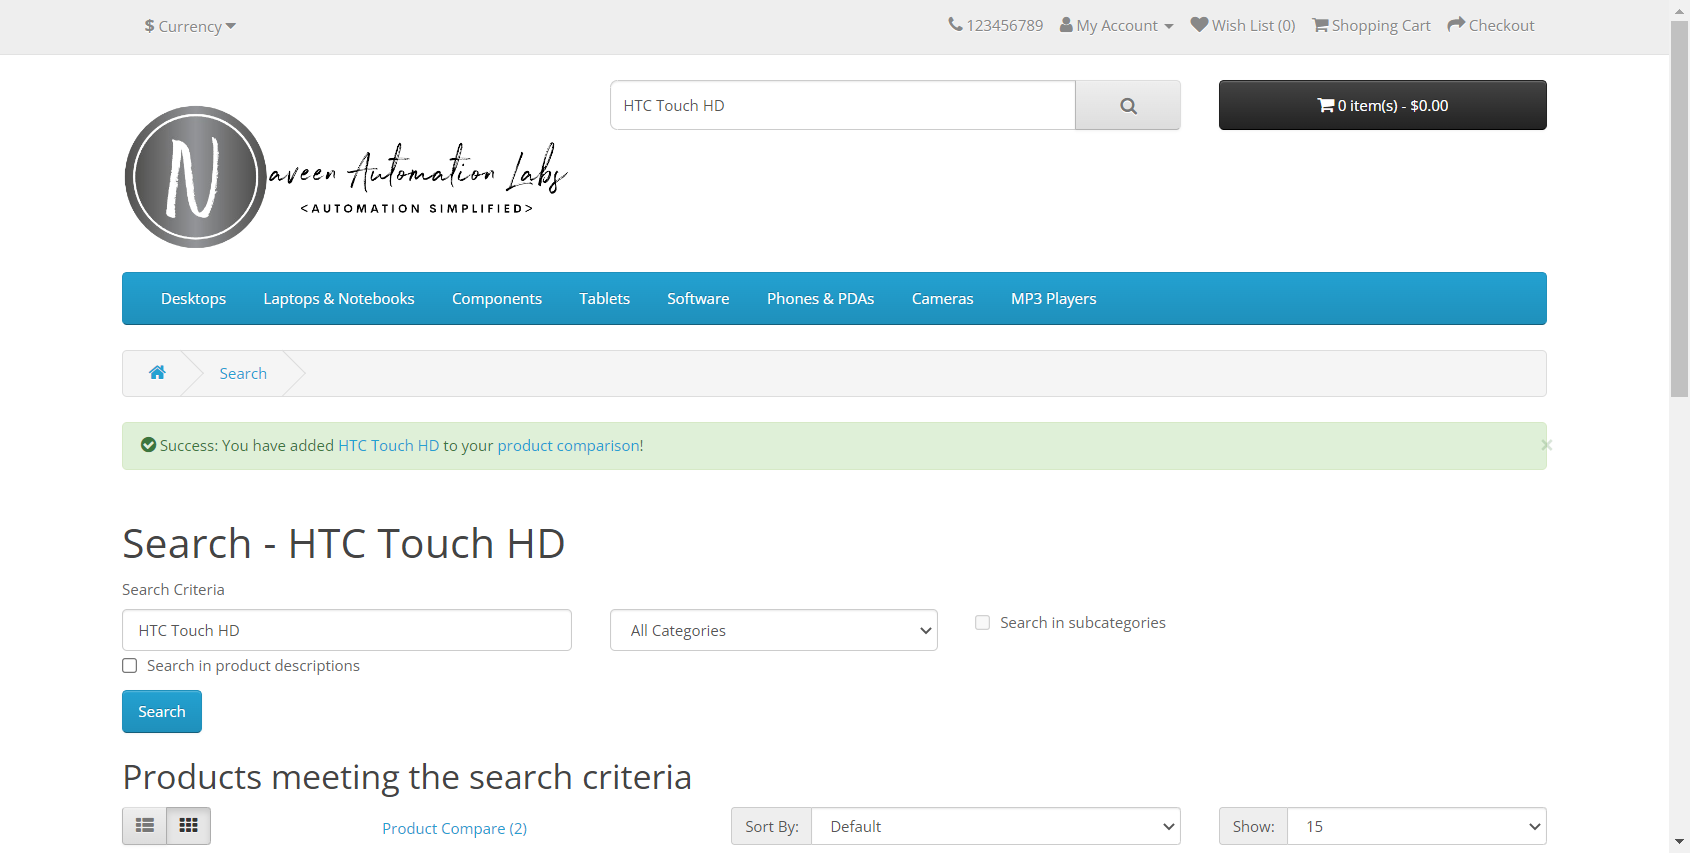 $ Currency
123456789 My Account Wish List (0) Shopping Cart Checkout
HTC Touch HD
0 item(s) - $0.00
Naveen Automation Labs
<AUTOMATION SIMPLIFIED>
Desktops Laptops & Notebooks Components Tablets Software Phones & PDAs Cameras MP3 Players
Search
Success: You have added HTC Touch HD to your product comparison!
×
Search - HTC Touch HD
Search Criteria
HTC Touch HD
All Categories
Search in subcategories
Search in product descriptions
Search
Products meeting the search criteria
Product Compare (2)
Sort By: Default
Show: 15